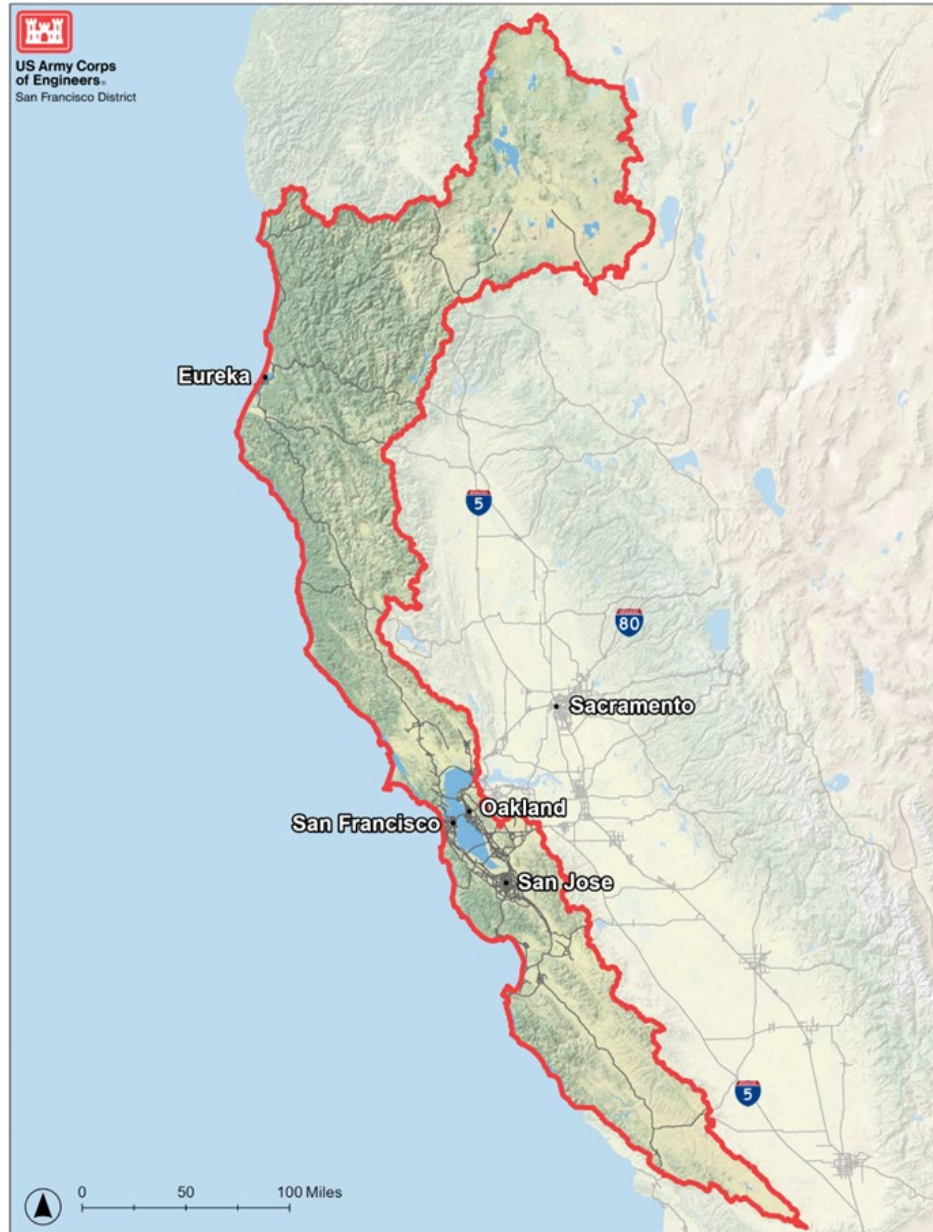 US Army Corps
of Engineers®
San Francisco District
Eureka
5
80
Sacramento
Oakland
San Francisco
San Jose
5
0 50 100 Miles